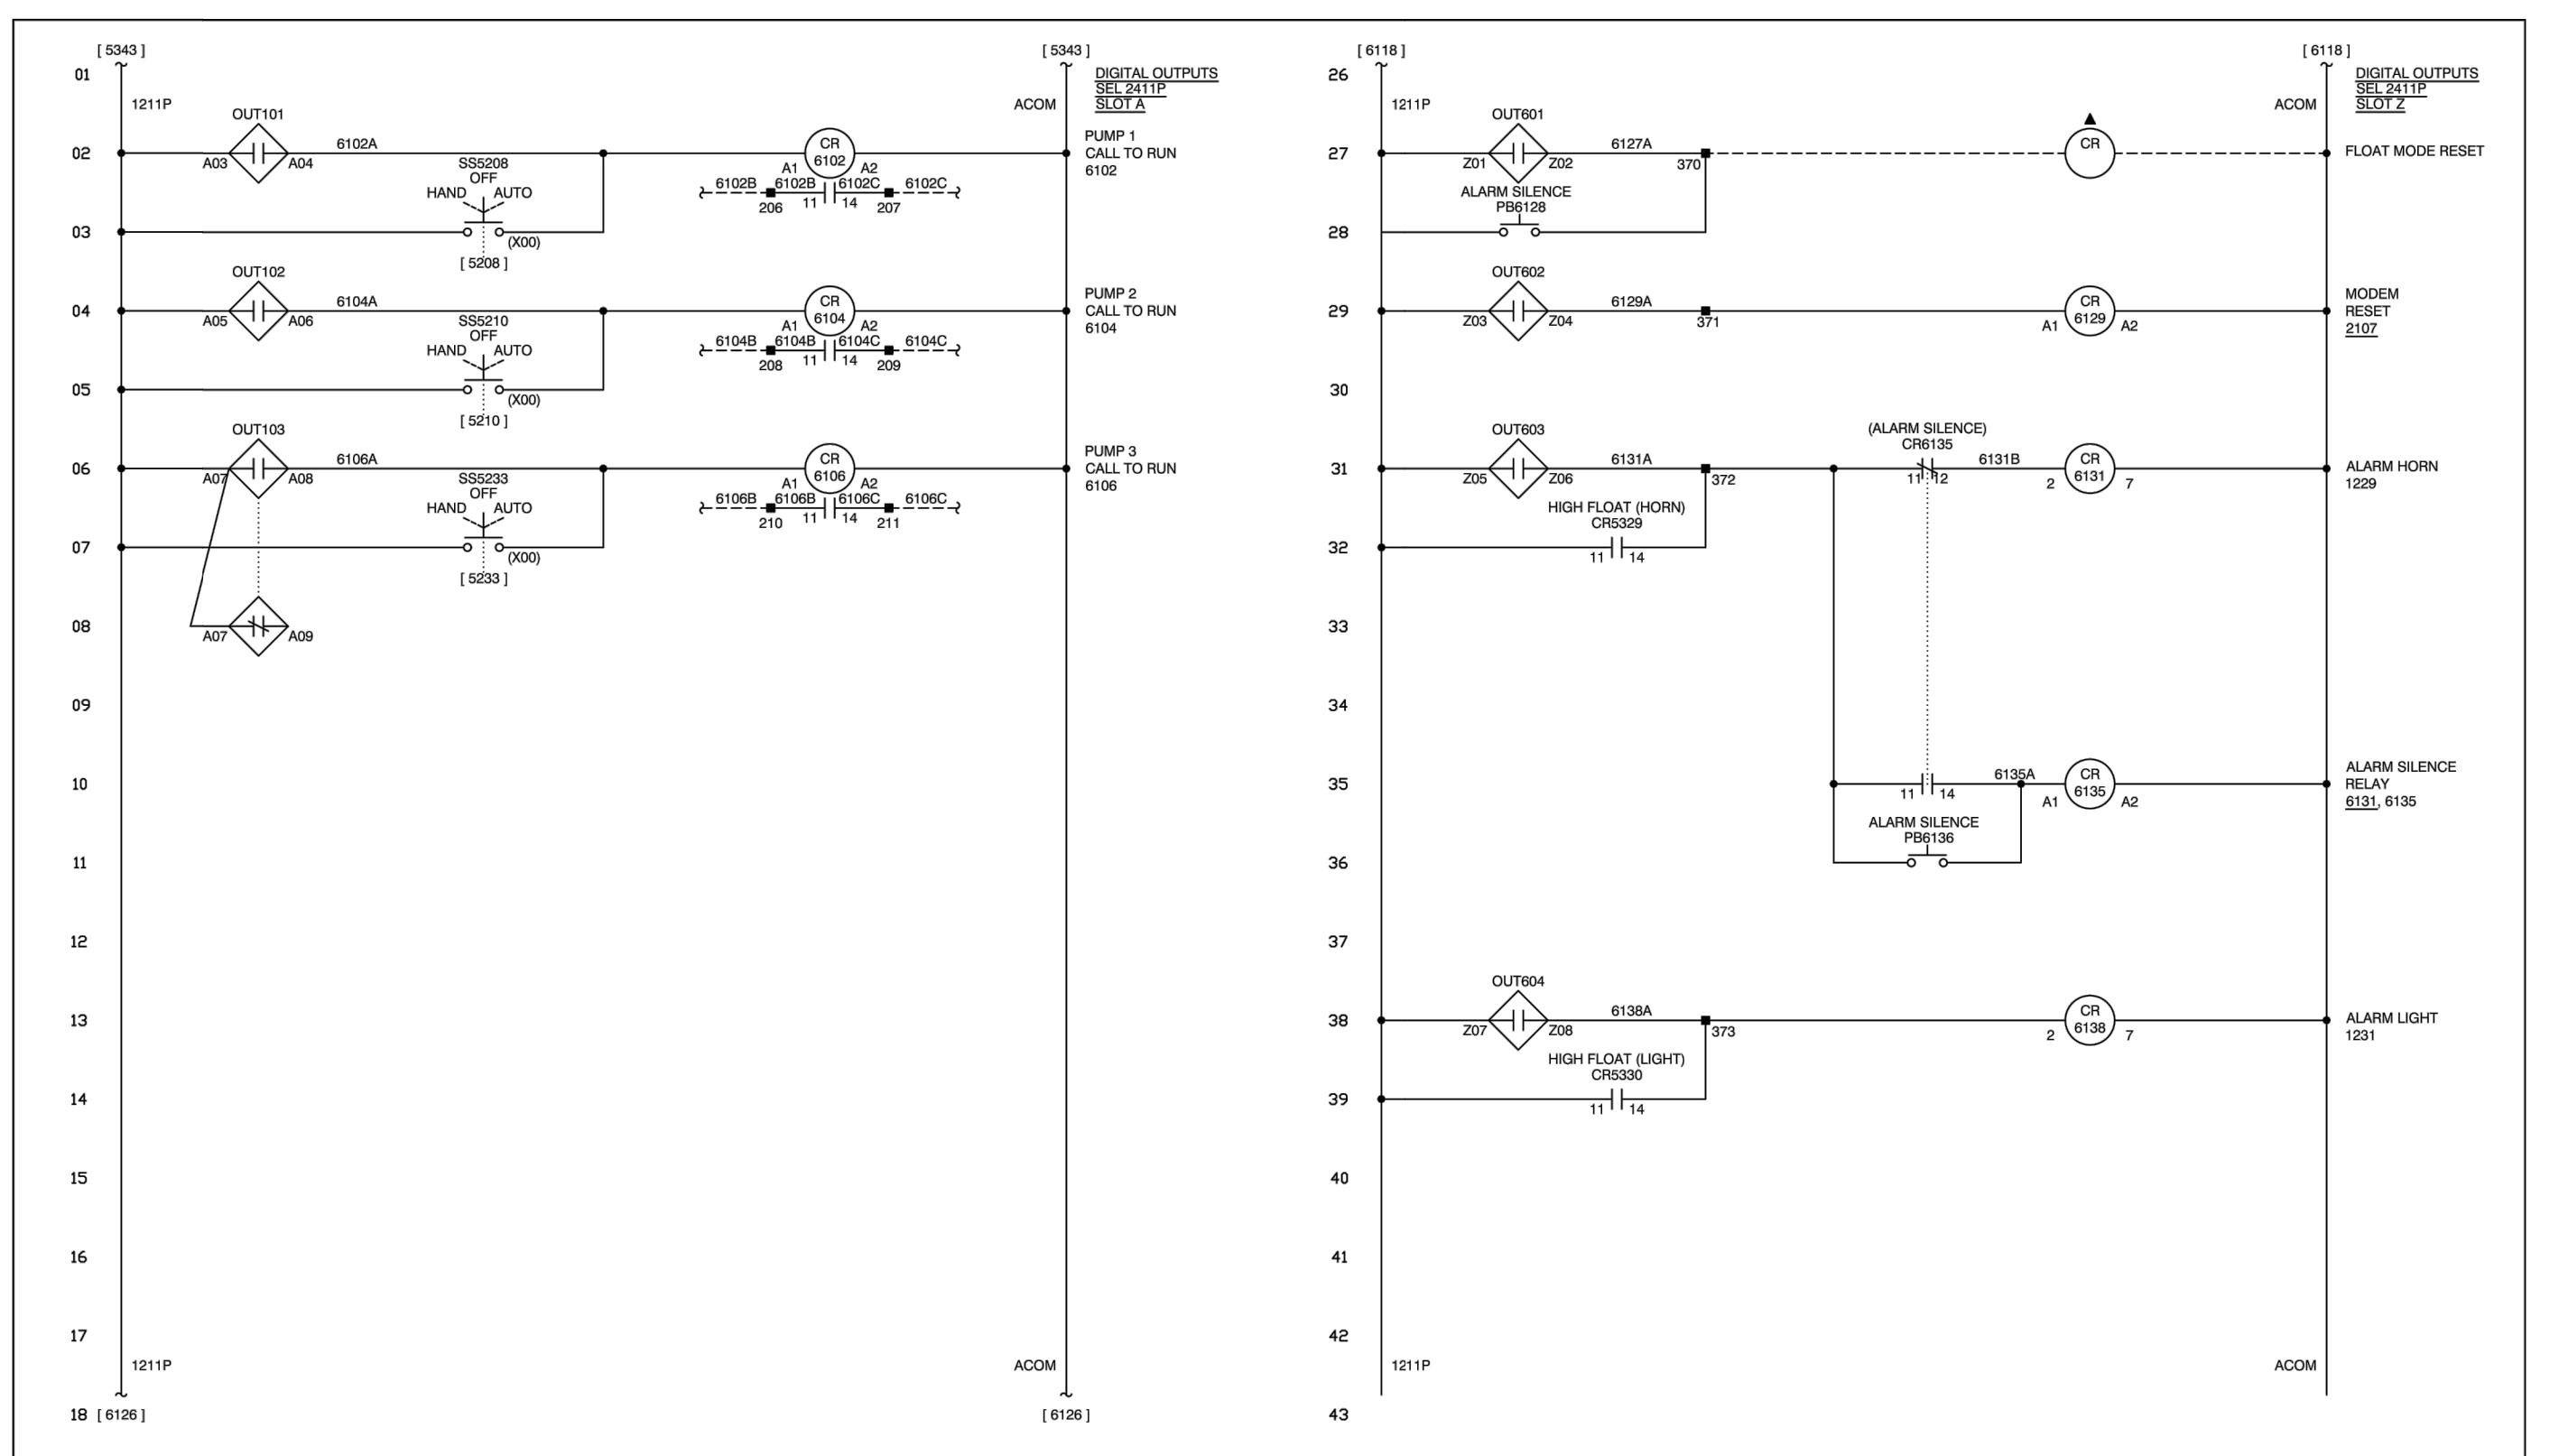 [ 5343 ]
[ 5343 ]
01
1211P
ACOM
DIGITAL OUTPUTS
SEL 2411P
SLOT A
OUT101
02
A03
A04
6102A
CR
6102
A1
A2
PUMP 1
CALL TO RUN
6102
SS5208
OFF
HAND
AUTO
6102B
6102B
6102C
6102C
206
11
14
207
03
(X00)
[ 5208 ]
OUT102
04
A05
A06
6104A
CR
6104
A1
A2
PUMP 2
CALL TO RUN
6104
SS5210
OFF
HAND
AUTO
6104B
6104B
6104C
6104C
208
11
14
209
05
(X00)
[ 5210 ]
OUT103
06
A07
A08
6106A
CR
6106
A1
A2
PUMP 3
CALL TO RUN
6106
SS5233
OFF
HAND
AUTO
6106B
6106B
6106C
6106C
210
11
14
211
07
(X00)
[ 5233 ]
08
A07
A09
09
10
11
12
13
14
15
16
17
1211P
ACOM
18
[ 6126 ]
[ 6126 ]
[ 6118 ]
[ 6118 ]
26
1211P
ACOM
DIGITAL OUTPUTS
SEL 2411P
SLOT Z
OUT601
27
Z01
Z02
6127A
370
CR
FLOAT MODE RESET
ALARM SILENCE
PB6128
28
OUT602
29
Z03
Z04
6129A
371
CR
6129
A1
A2
MODEM
RESET
2107
30
OUT603
31
Z05
Z06
6131A
372
(ALARM SILENCE)
CR6135
11
12
6131B
CR
6131
2
7
ALARM HORN
1229
HIGH FLOAT (HORN)
CR5329
32
11
14
33
34
35
11
14
6135A
CR
6135
A1
A2
ALARM SILENCE
RELAY
6131, 6135
ALARM SILENCE
PB6136
36
37
OUT604
38
Z07
Z08
6138A
373
CR
6138
2
7
ALARM LIGHT
1231
HIGH FLOAT (LIGHT)
CR5330
39
11
14
40
41
42
1211P
ACOM
43